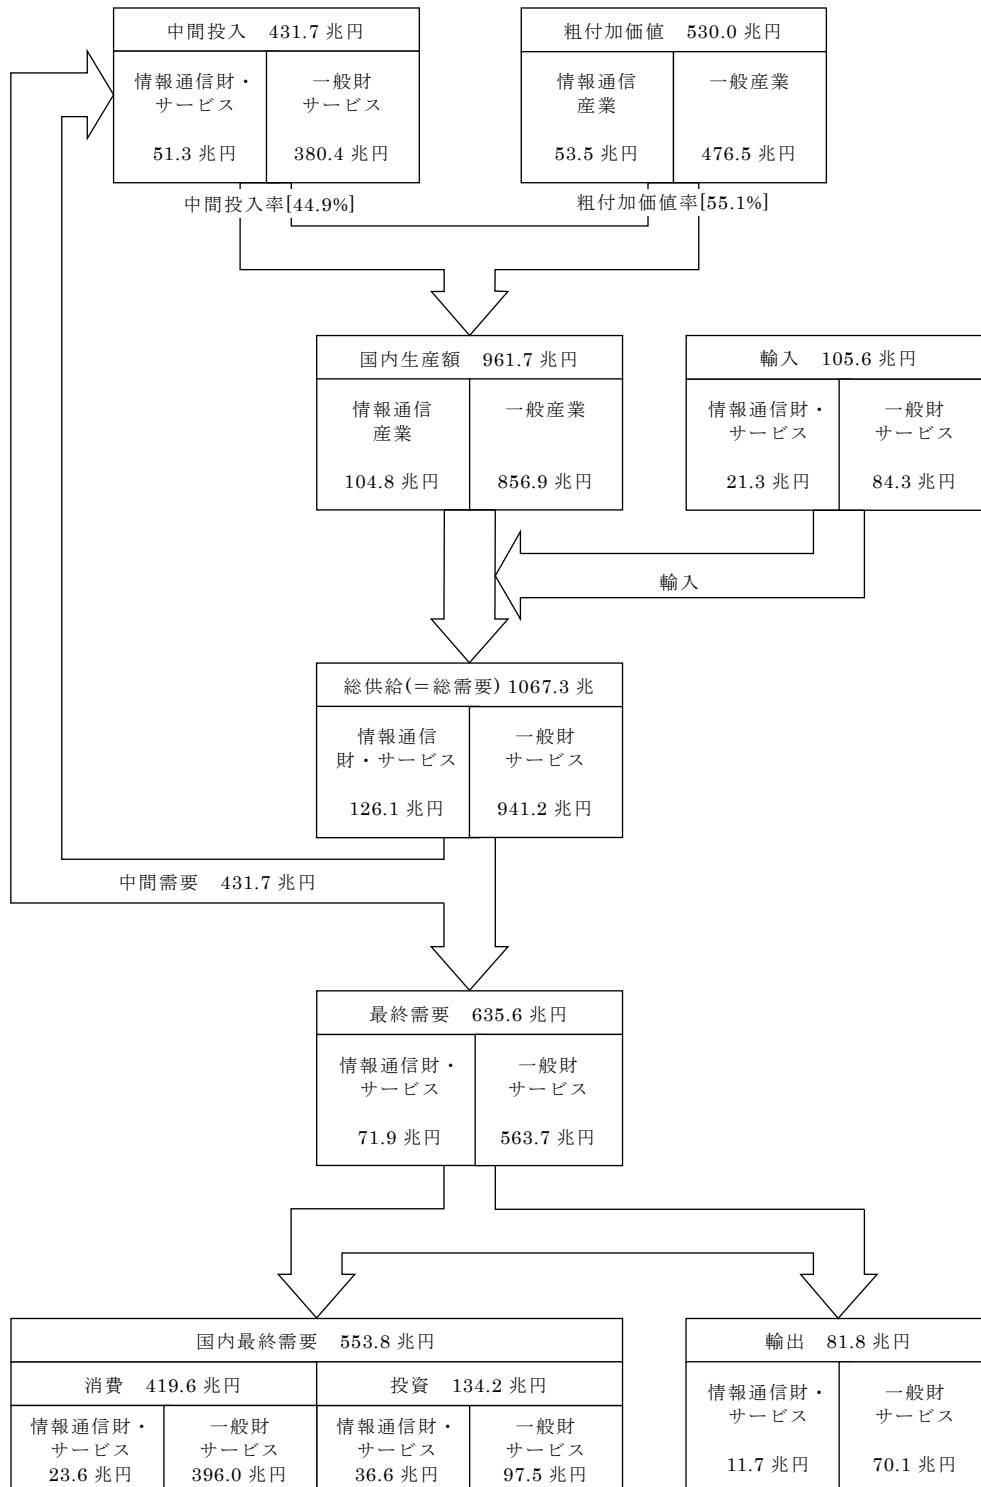 中間投入　431.7 兆円
情報通信財・
サービス
51.3 兆円
一般財
サービス
380.4 兆円
粗付加価値　530.0 兆円
情報通信
産業
53.5 兆円
一般産業
476.5 兆円
中間投入率[44.9%]
粗付加価値率[55.1%]
国内生産額　961.7 兆円
情報通信
産業
104.8 兆円
一般産業
856.9 兆円
輸入　105.6 兆円
情報通信財・
サービス
21.3 兆円
一般財
サービス
84.3 兆円
輸入
総供給(＝総需要) 1067.3 兆
情報通信
財・サービス
126.1 兆円
一般財
サービス
941.2 兆円
中間需要　431.7 兆円
最終需要　635.6 兆円
情報通信財・
サービス
71.9 兆円
一般財
サービス
563.7 兆円
国内最終需要　553.8 兆円
消費　419.6 兆円
情報通信財・
サービス
23.6 兆円
一般財
サービス
396.0 兆円
投資　134.2 兆円
情報通信財・
サービス
36.6 兆円
一般財
サービス
97.5 兆円
輸出　81.8 兆円
情報通信財・
サービス
11.7 兆円
一般財
サービス
70.1 兆円